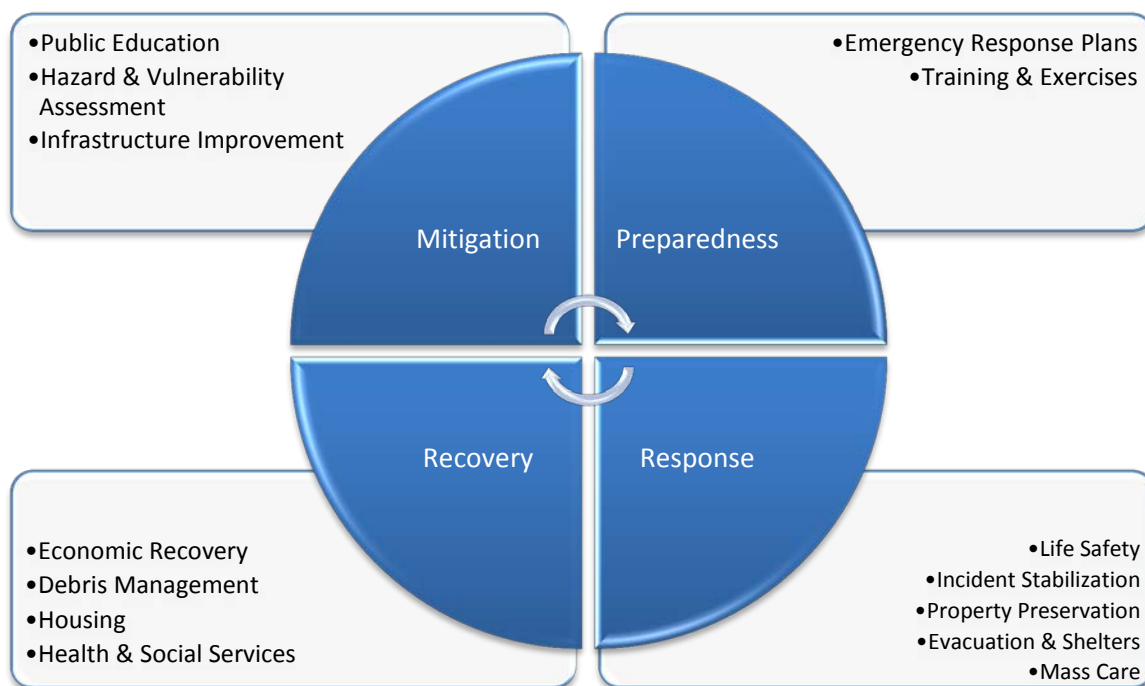 •Public Education
•Hazard & Vulnerability
Assessment
•Infrastructure Improvement
•Emergency Response Plans
•Training & Exercises
Mitigation
Preparedness
Recovery
Response
•Economic Recovery
•Debris Management
•Housing
•Health & Social Services
•Life Safety
•Incident Stabilization
•Property Preservation
•Evacuation & Shelters
•Mass Care